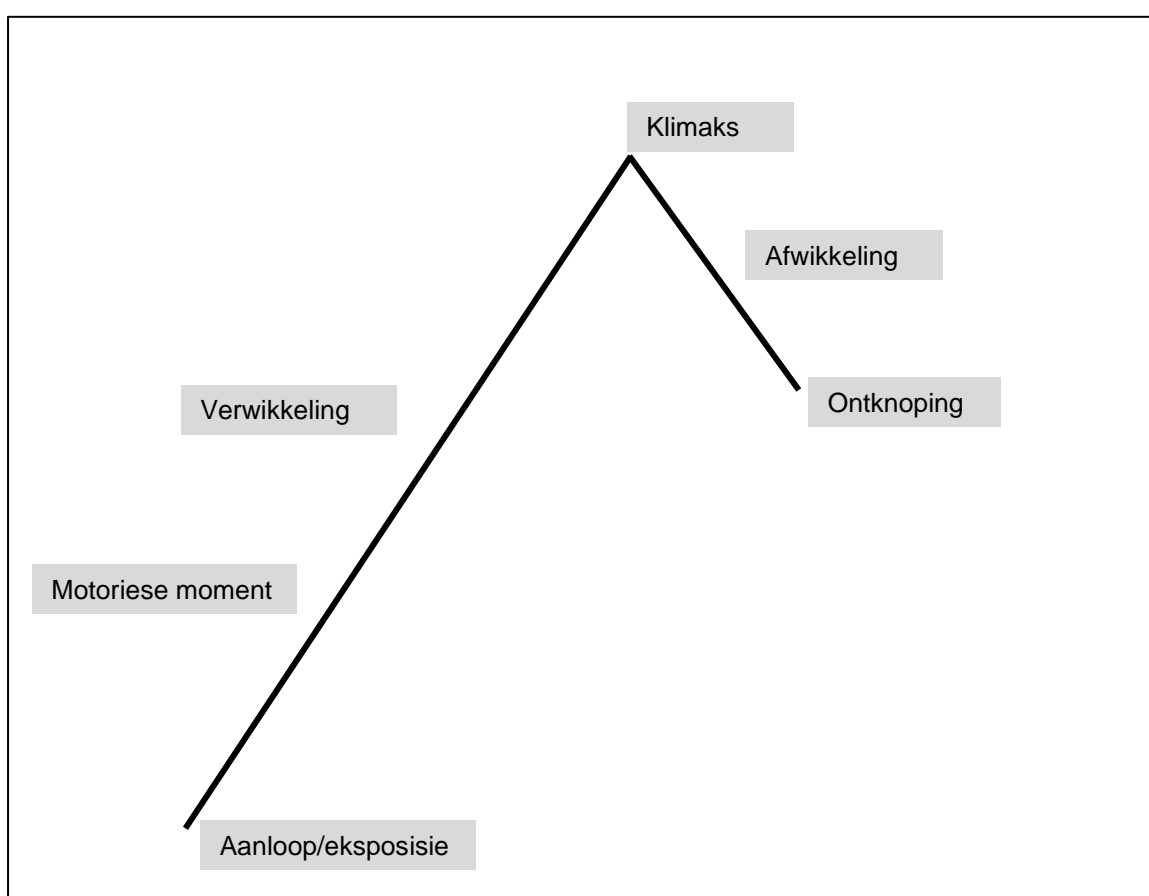 Klimaks
Afwikkeling
Verwikkeling
Ontknoping
Motoriese moment
Aanloop/eksposisie